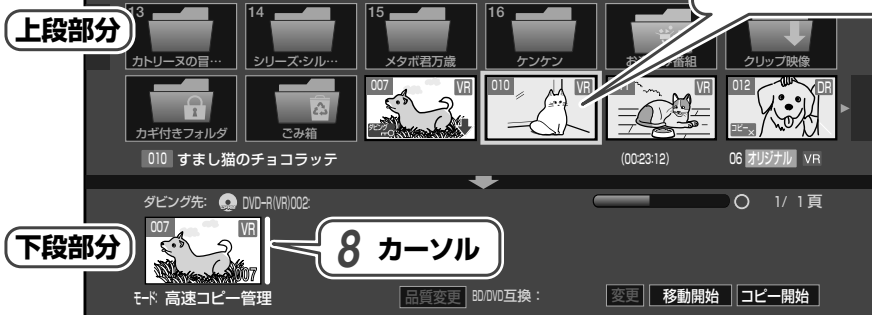 上段部分
13
14
15
16
カトリーヌの冒…
シリーズ・シル…
メタボ君万歳
ケンケン
クリップ映像
カギ付きフォルダ
ごみ箱
007 VR
010 VR
VR
012 DR
010 すまし猫のチョコラッテ
(00:23:12)
06 オリジナル VR
ダビング先: DVD-R(VR)002:
1/ 1頁
下段部分
007 VR
007
8 カーソル
モード: 高速コピー管理
品質変更 BD/DVD互換:
変更 移動開始 コピー開始